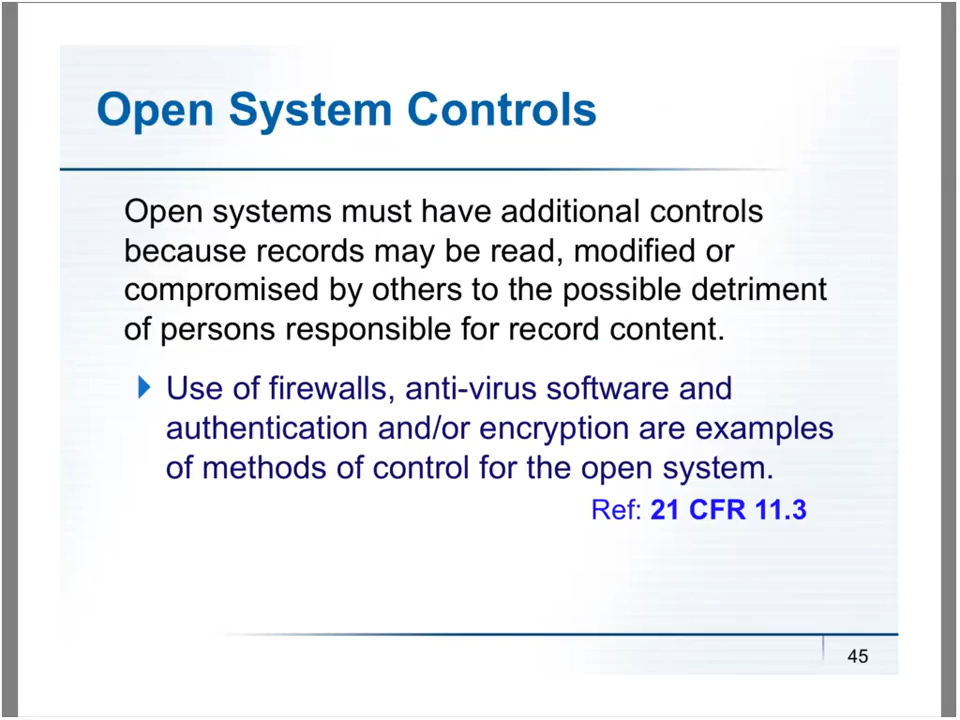 Open System Controls
Open systems must have additional controls
because records may be read, modified or
compromised by others to the possible detriment
of persons responsible for record content.
Use of firewalls, anti-virus software and
authentication and/or encryption are examples
of methods of control for the open system.
Ref: 21 CFR 11.3
45